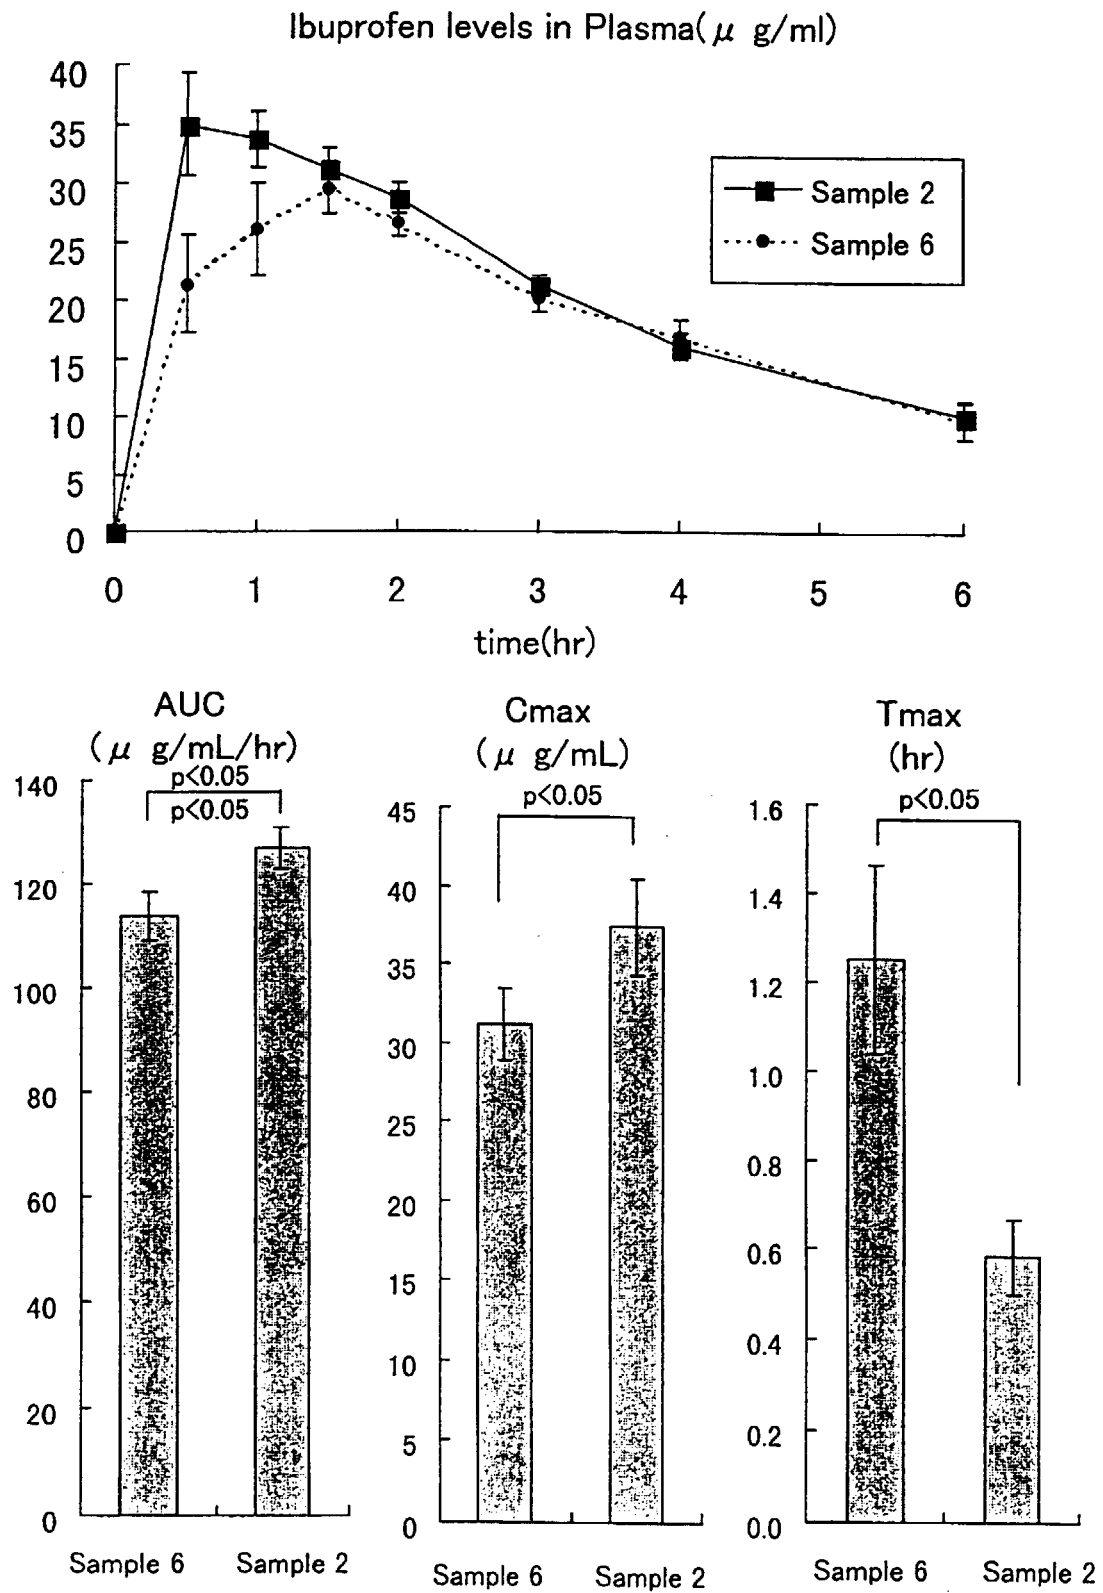 Ibuprofen levels in Plasma(μ g/ml)
40
35
30
25
20
15
10
5
0
Sample 2
Sample 6
0 1 2 3 4 5 6
time(hr)
AUC
(μ g/mL/hr)
p<0.05
p<0.05
140
120
100
80
60
40
20
0
Sample 6 Sample 2
Cmax
(μ g/mL)
p<0.05
45
40
35
30
25
20
15
10
5
0
Sample 6 Sample 2
Tmax
(hr)
p<0.05
1.6
1.4
1.2
1.0
0.8
0.6
0.4
0.2
0.0
Sample 6 Sample 2